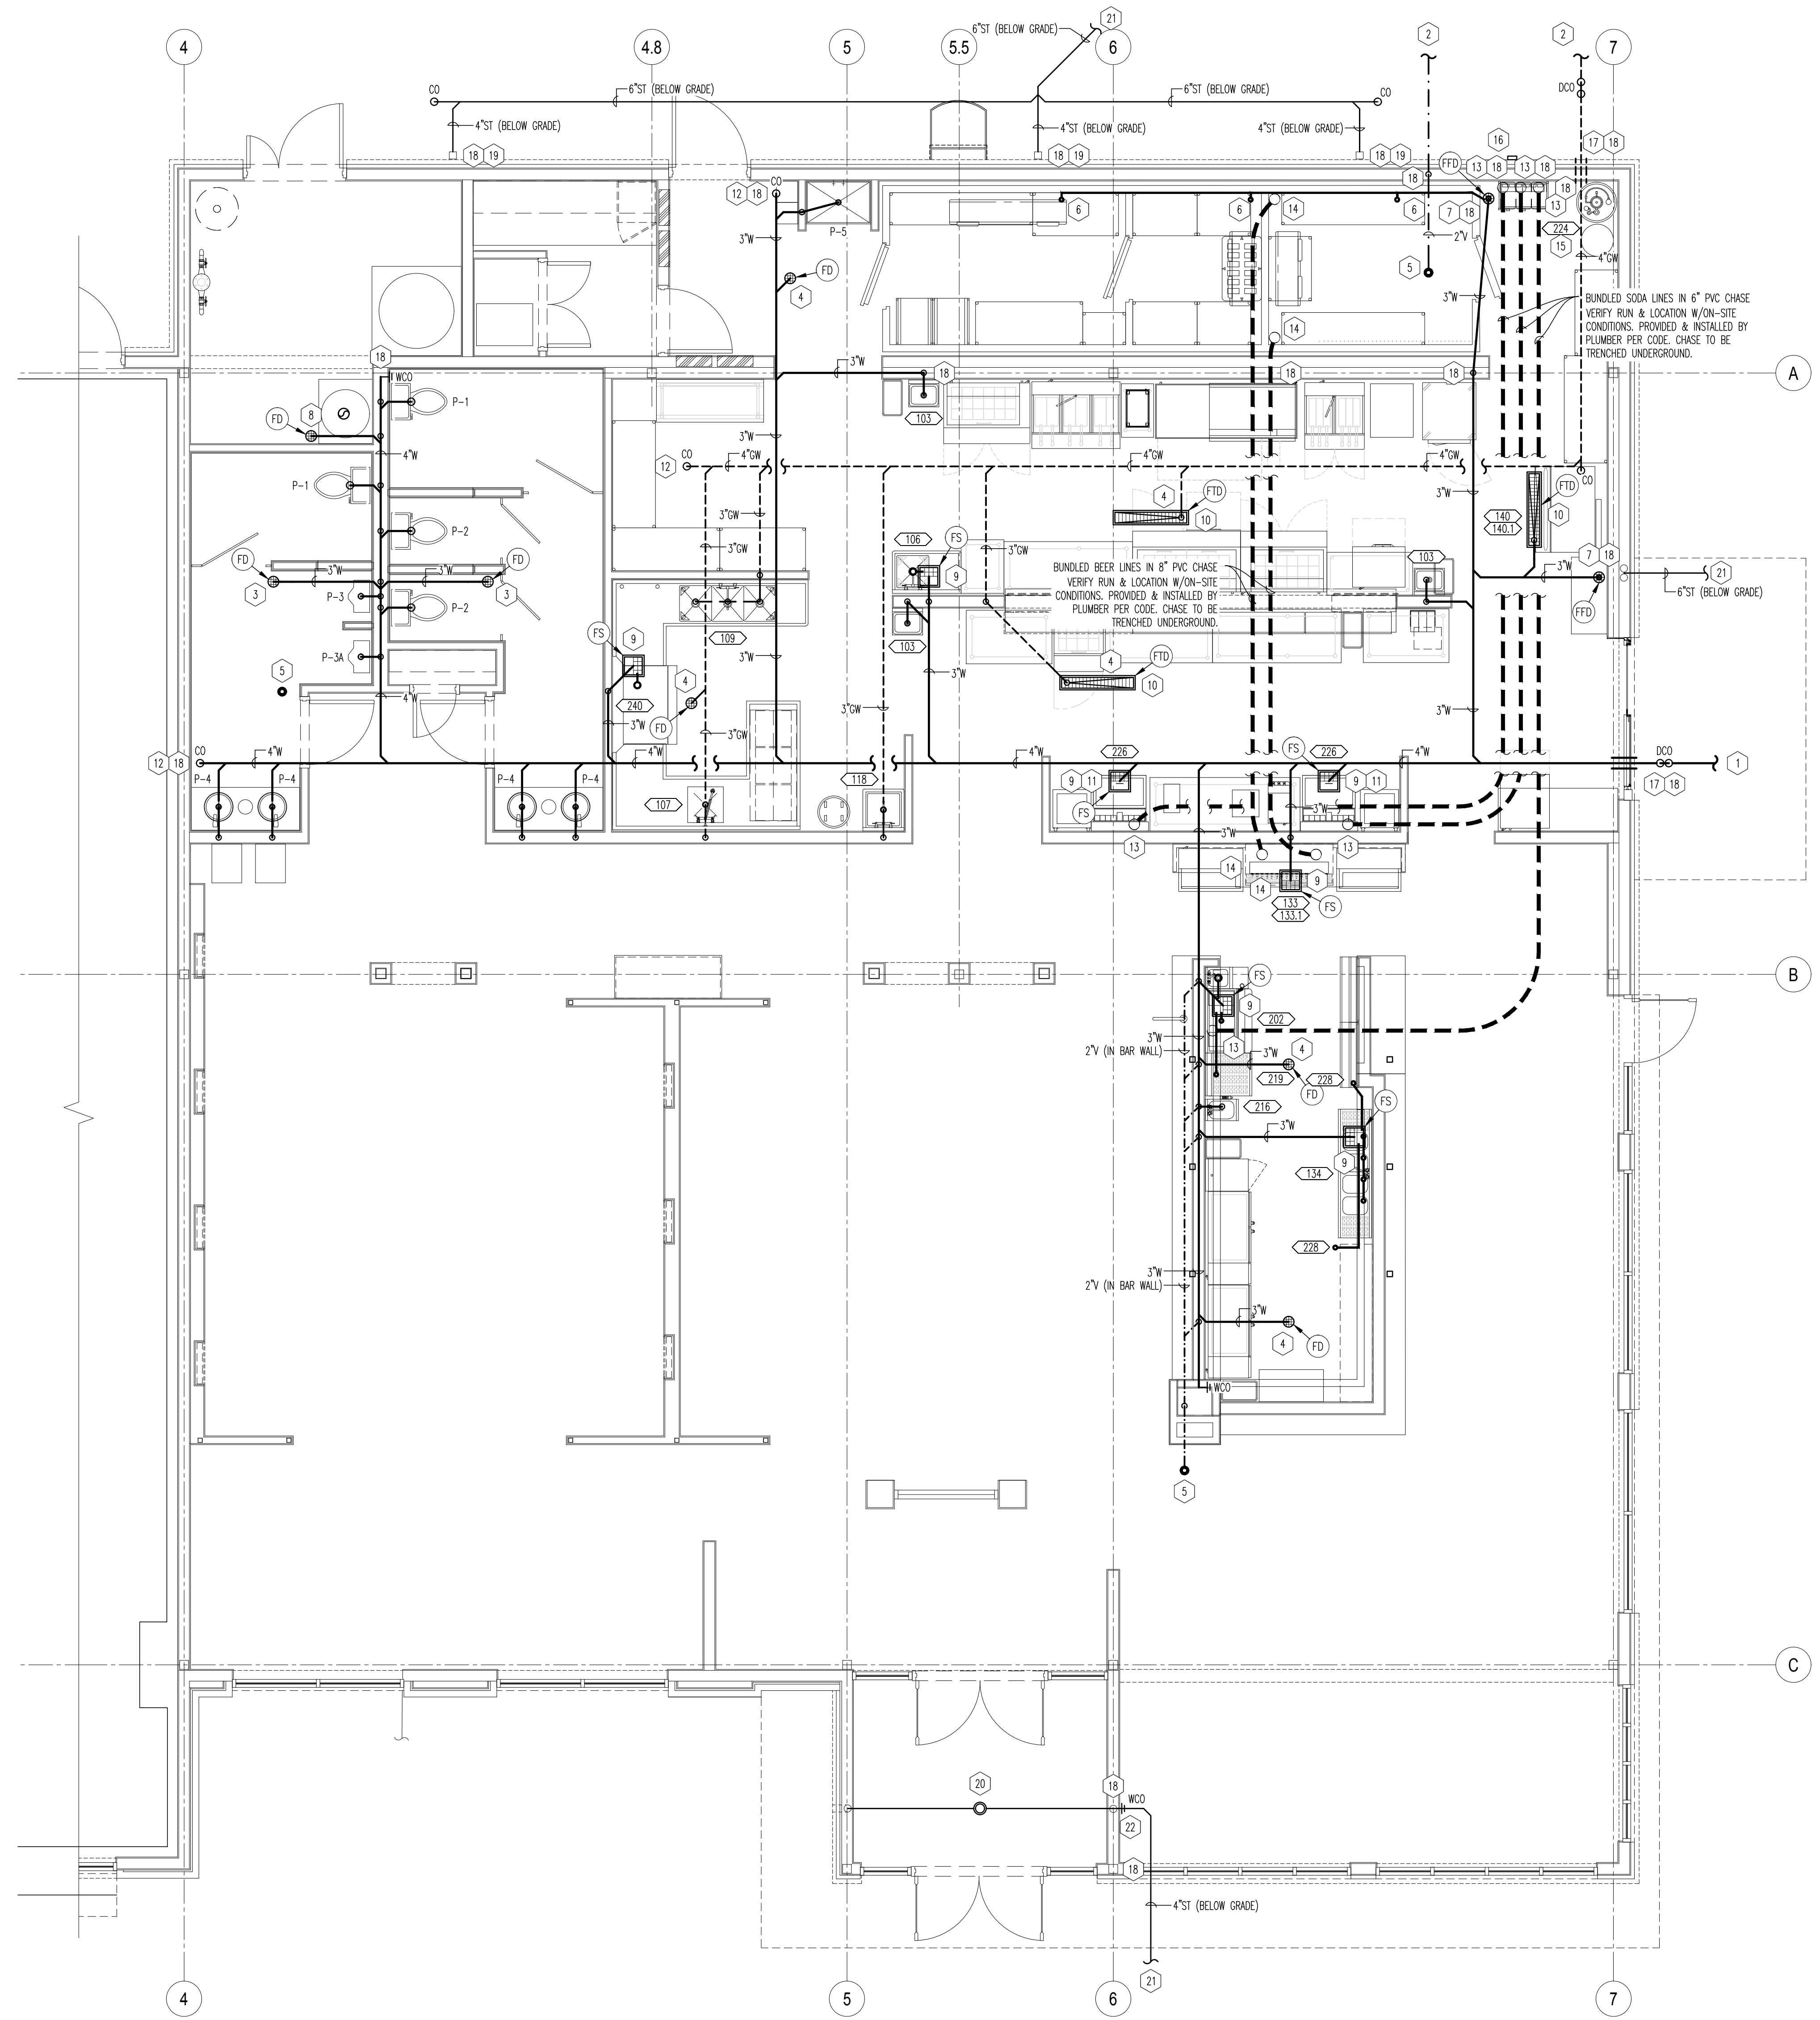 21
6"ST (BELOW GRADE)
2
2
4
4.8
5
5.5
6
7
CO
6"ST (BELOW GRADE)
6"ST (BELOW GRADE)
CO
DCO
4"ST (BELOW GRADE)
4"ST (BELOW GRADE)
4"ST (BELOW GRADE)
16
17 18
18 19
18 19
18 19
FFD
13 18
13 18
12 18
CO
18
18
13
6
6
14
6
7 18
P-5
3"W
2"V
224
15
4"GW
FD
4
5
3"W
BUNDLED SODA LINES IN 6" PVC CHASE
VERIFY RUN & LOCATION W/ON-SITE
CONDITIONS. PROVIDED & INSTALLED BY
PLUMBER PER CODE. CHASE TO BE
TRENCHED UNDERGROUND.
14
18
3"W
WCO
18
18
18
A
P-1
FD
8
103
3"W
4"W
12
CO
4"GW
4"GW
4"GW
CO
P-1
4
FTD
FTD
3"W
3"GW
10
140
140.1
10
P-2
106
FS
3"GW
3"GW
103
7 18
FD
3"W
3"W
FD
9
BUNDLED BEER LINES IN 8" PVC CHASE
VERIFY RUN & LOCATION W/ON-SITE
CONDITIONS. PROVIDED & INSTALLED BY
PLUMBER PER CODE. CHASE TO BE
TRENCHED UNDERGROUND.
3"W
21
6"ST (BELOW GRADE)
3
P-3
3
P-2
FFD
FS
9
109
103
P-3A
3"W
4
FTD
5
4
3"W
10
4"W
240
FD
3"W
3"GW
3"W
3"GW
CO
12 18
4"W
4"W
4"W
226
FS
226
4"W
DCO
1
P-4
P-4
P-4
118
9 11
9 11
17 18
107
FS
3"W
3"W
13
13
14
14
9
133
133.1
FS
B
FS
9
202
3"W
2"V (IN BAR WALL)
13
3"W
4
219
228
FD
FS
216
3"W
9
134
228
3"W
2"V (IN BAR WALL)
3"W
4
FD
WCO
5
C
20
18
WCO
22
18
4"ST (BELOW GRADE)
21
4
5
6
7